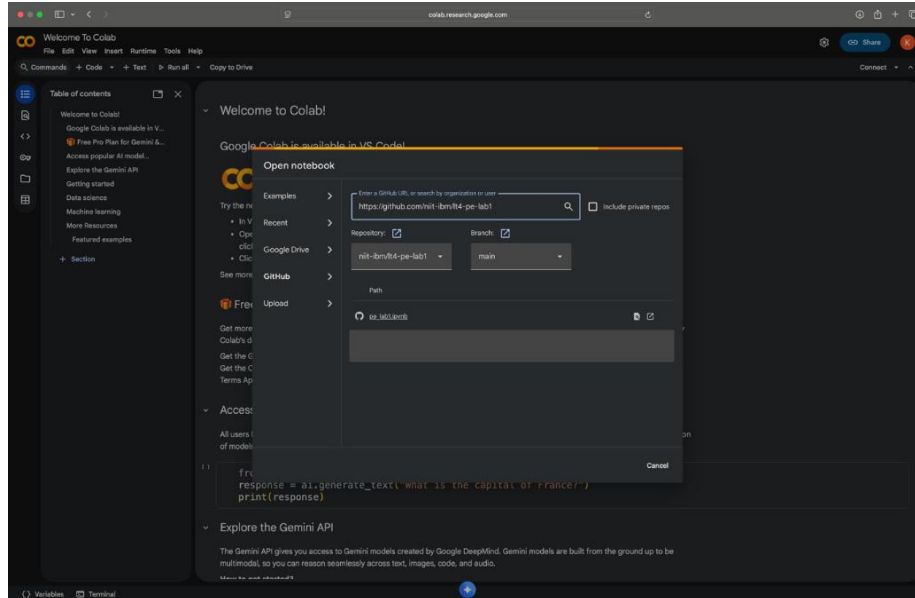 colab.research.google.com
Welcome To Colab
File Edit View Insert Runtime Tools Help
Share
K
Commands + Code + Text Run all Copy to Drive
Connect
Table of contents
Welcome to Colab!
Google Colab is available in V...
Free Pro Plan for Gemini &...
Access popular AI model...
Explore the Gemini API
Getting started
Data science
Machine learning
More Resources
Featured examples
+ Section
Welcome to Colab!
Google Colab is available in VS Code!
Try the
In V
Ope
clic
Clic
See more
Free
Get more
Colab's d
Get the G
Get the C
Terms Ap
Access
All users
of models
on
response = ai.generate_text("What is the capital of France?")
print(response)
Explore the Gemini API
The Gemini API gives you access to Gemini models created by Google DeepMind. Gemini models are built from the ground up to be
multimodal, so you can reason seamlessly across text, images, code, and audio.
Open notebook
Examples
Recent
Google Drive
GitHub
Upload
Enter a GitHub URL or search by organization or user
https://github.com/niit-ibm/lt4-pe-lab1
Include private repos
Repository:
Branch:
niit-ibm/lt4-pe-lab1
main
Path
pe_lab1.ipynb
Cancel
Variables Terminal